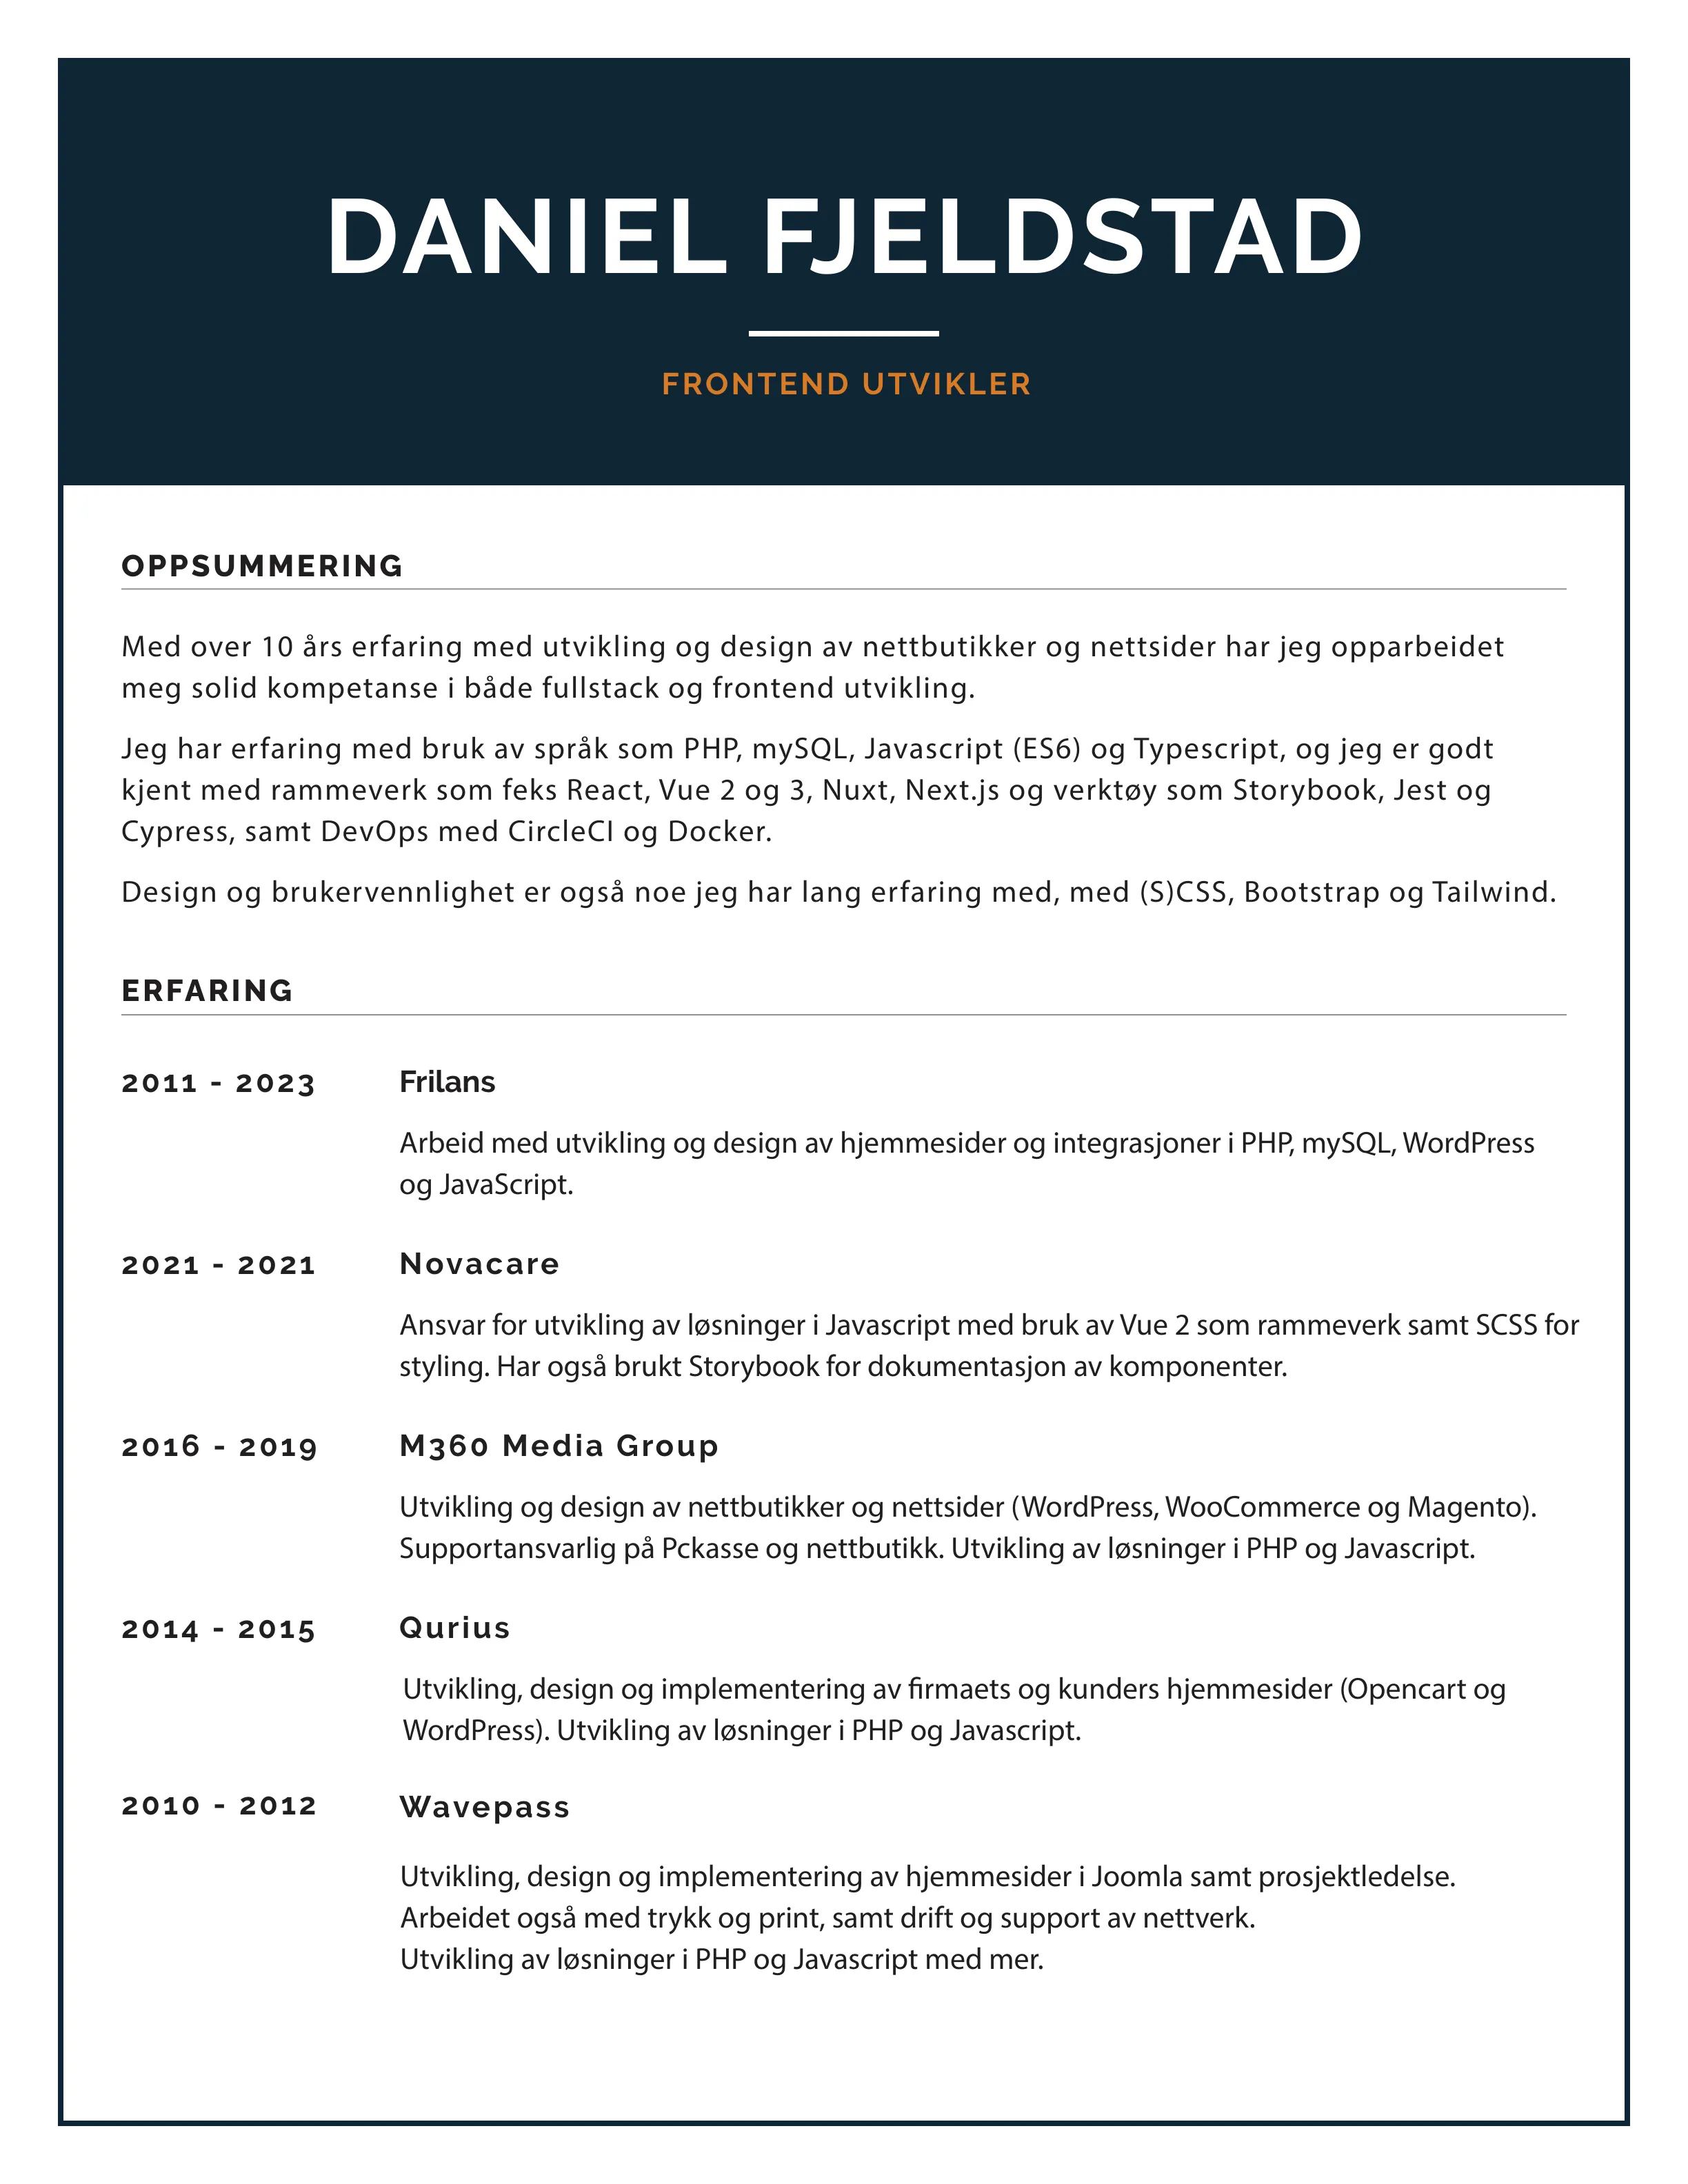 DANIEL FJELDSTAD
FRONTEND UTVIKLER
OPPSUMMERING
Med over 10 års erfaring med utvikling og design av nettbutikker og nettsider har jeg opparbeidet
meg solid kompetanse i både fullstack og frontend utvikling.
Jeg har erfaring med bruk av språk som PHP, mySQL, Javascript (ES6) og Typescript, og jeg er godt
kjent med rammeverk som feks React, Vue 2 og 3, Nuxt, Next.js og verktøy som Storybook, Jest og
Cypress, samt DevOps med CircleCI og Docker.
Design og brukervennlighet er også noe jeg har lang erfaring med, med (S)CSS, Bootstrap og Tailwind.
ERFARING
2011 - 2023 Frilans
Arbeid med utvikling og design av hjemmesider og integrasjoner i PHP, mySQL, WordPress
og JavaScript.
2021 - 2021 Novacare
Ansvar for utvikling av løsninger i Javascript med bruk av Vue 2 som rammeverk samt SCSS for
styling. Har også brukt Storybook for dokumentasjon av komponenter.
2016 - 2019 M360 Media Group
Utvikling og design av nettbutikker og nettsider (WordPress, WooCommerce og Magento).
Supportansvarlig på Pckasse og nettbutikk. Utvikling av løsninger i PHP og Javascript.
2014 - 2015 Qurius
Utvikling, design og implementering av firmaets og kunders hjemmesider (Opencart og
WordPress). Utvikling av løsninger i PHP og Javascript.
2010 - 2012 Wavepass
Utvikling, design og implementering av hjemmesider i Joomla samt prosjektledelse.
Arbeidet også med trykk og print, samt drift og support av nettverk.
Utvikling av løsninger i PHP og Javascript med mer.